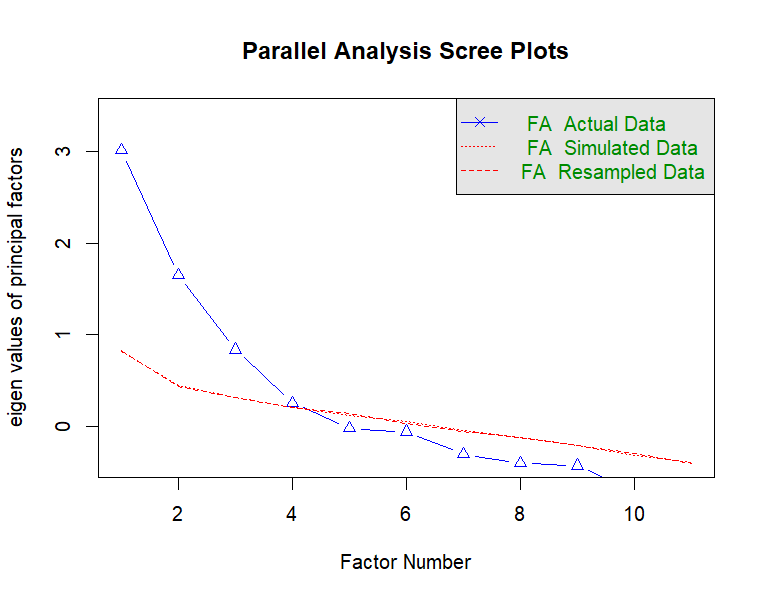 Parallel Analysis Scree Plots
FA Actual Data
FA Simulated Data
FA Resampled Data
eigen values of principal factors
3
2
1
0
2 4 6 8 10
Factor Number